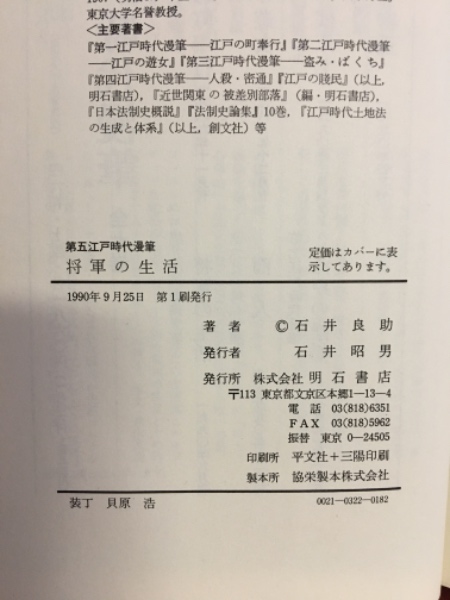 東京大学名誉教授。
<主要著書>
『第一江戸時代漫筆――江戸の町奉行』『第二江戸時代漫筆
――江戸の遊女』『第三江戸時代漫筆――盗み・ばくち』
『第四江戸時代漫筆――人殺・密通』『江戸の賤民』(以上,
明石書店),『近世関東の被差別部落』(編・明石書店),
『日本法制史概説』『法制史論集』10巻,『江戸時代土地法
の生成と体系』(以上,創文社)等
第五江戸時代漫筆
将軍の生活
定価はカバーに表
示してあります。
1990年9月25日 第1刷発行
著者 ©石井良助
発行者 石井昭男
発行所 株式会社 明石書店
〒113 東京都文京区本郷1-13-4
電話 03(818)6351
FAX 03(818)5962
振替 東京 0-24505
印刷所 平文社+三陽印刷
製本所 協栄製本株式会社
装丁 貝原 浩
0021-0322-0182